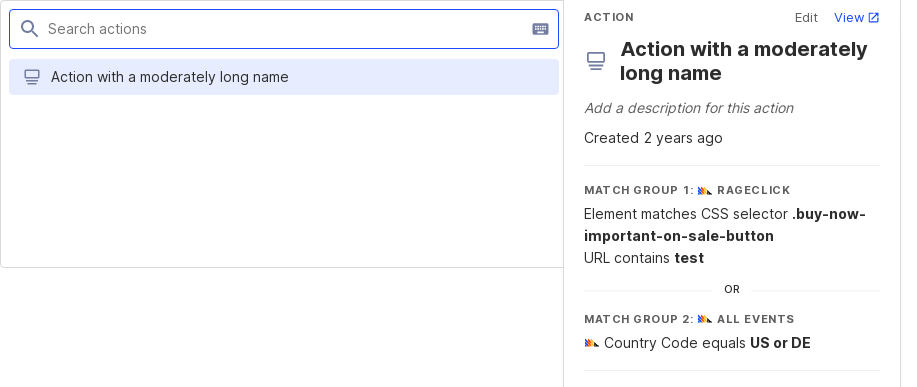 Search actions
Action with a moderately long name
ACTION
Edit
View
Action with a moderately
long name
Add a description for this action
Created 2 years ago
MATCH GROUP 1: RAGECLICK
Element matches CSS selector .buy-now-
important-on-sale-button
URL contains test
OR
MATCH GROUP 2: ALL EVENTS
Country Code equals US or DE